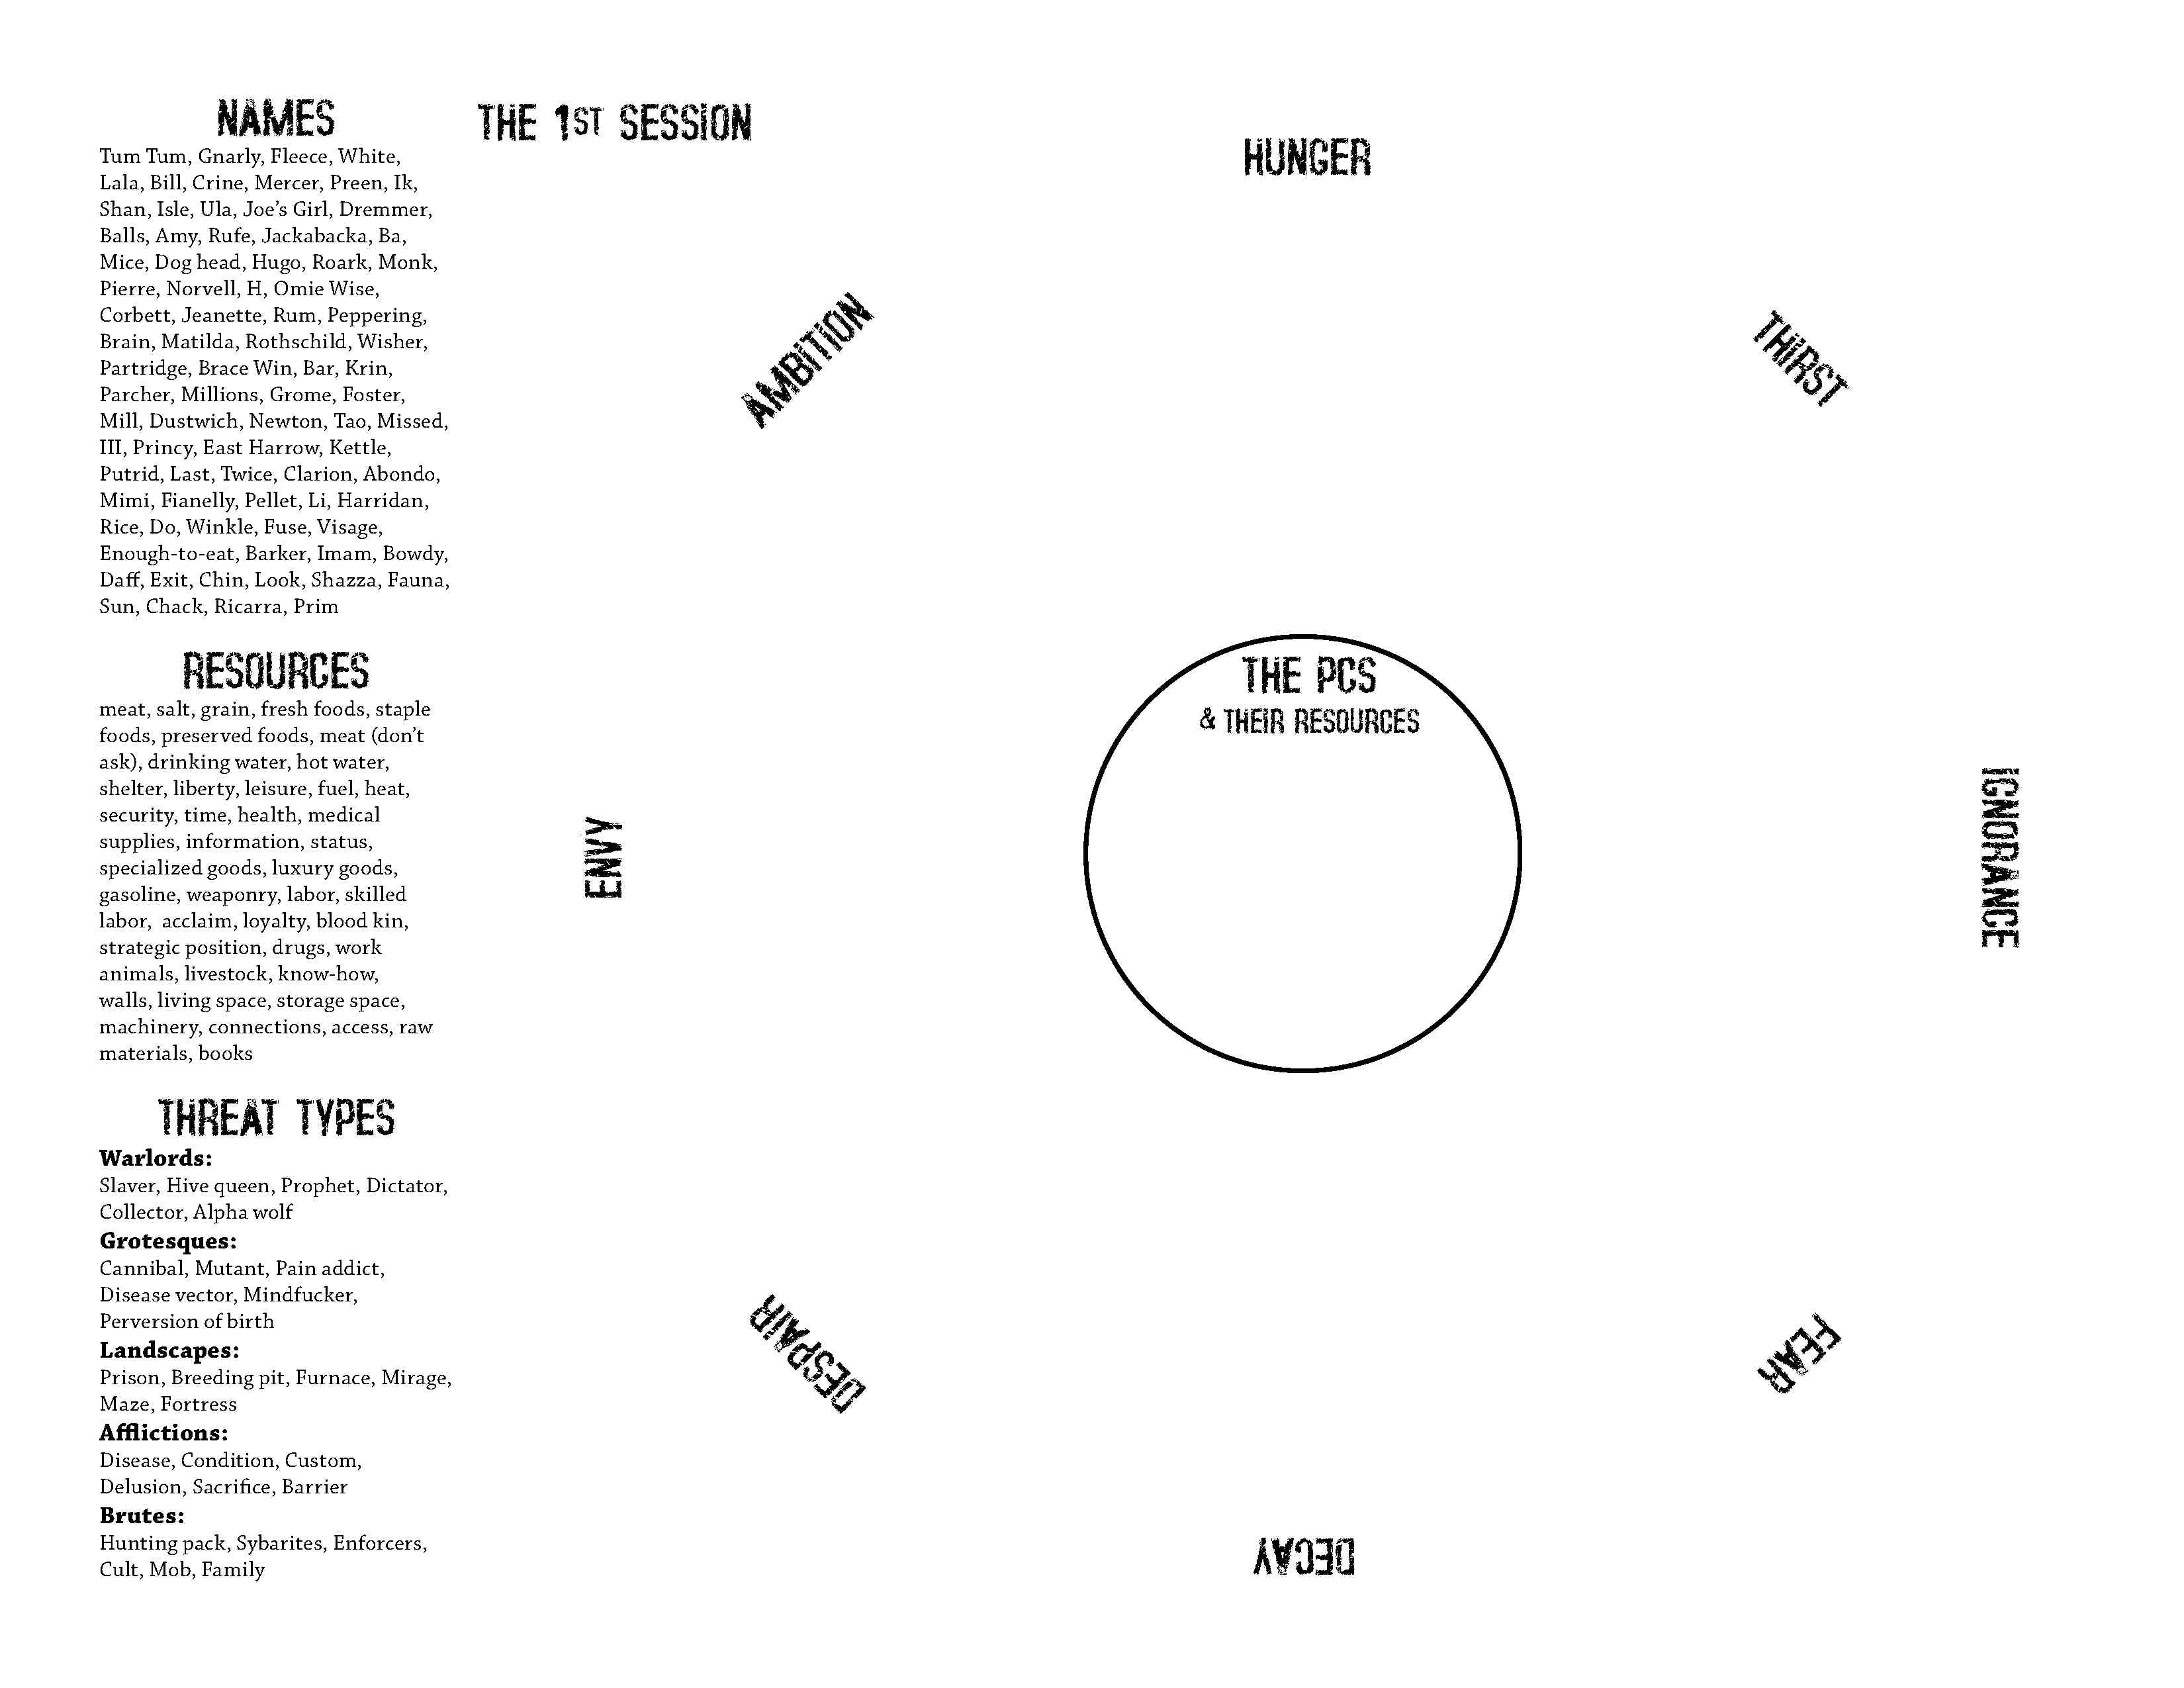 NAMES
Tum Tum, Gnarly, Fleece, White,
Lala, Bill, Crine, Mercer, Preen, Ik,
Shan, Isle, Ula, Joe’s Girl, Dremmer,
Balls, Amy, Rufe, Jackabacka, Ba,
Mice, Dog head, Hugo, Roark, Monk,
Pierre, Norvell, H, Omie Wise,
Corbett, Jeanette, Rum, Peppering,
Brain, Matilda, Rothschild, Wisher,
Partridge, Brace Win, Bar, Krin,
Parcher, Millions, Grome, Foster,
Mill, Dustwich, Newton, Tao, Missed,
III, Princy, East Harrow, Kettle,
Putrid, Last, Twice, Clarion, Abondo,
Mimi, Fianelly, Pellet, Li, Harridan,
Rice, Do, Winkle, Fuse, Visage,
Enough-to-eat, Barker, Imam, Bowdy,
Daff, Exit, Chin, Look, Shazza, Fauna,
Sun, Chack, Ricarra, Prim
RESOURCES
meat, salt, grain, fresh foods, staple
foods, preserved foods, meat (don’t
ask), drinking water, hot water,
shelter, liberty, leisure, fuel, heat,
security, time, health, medical
supplies, information, status,
specialized goods, luxury goods,
gasoline, weaponry, labor, skilled
labor, acclaim, loyalty, blood kin,
strategic position, drugs, work
animals, livestock, know-how,
walls, living space, storage space,
machinery, connections, access, raw
materials, books
THREAT TYPES
Warlords:
Slaver, Hive queen, Prophet, Dictator,
Collector, Alpha wolf
Grotesques:
Cannibal, Mutant, Pain addict,
Disease vector, Mindfucker,
Perversion of birth
Landscapes:
Prison, Breeding pit, Furnace, Mirage,
Maze, Fortress
Afflictions:
Disease, Condition, Custom,
Delusion, Sacrifice, Barrier
Brutes:
Hunting pack, Sybarites, Enforcers,
Cult, Mob, Family
THE 1ST SESSION
HUNGER
THIRST
IGNORANCE
FEAR
DECAY
DESPAIR
ENVY
AMBITION
THE PCS
& THEIR RESOURCES